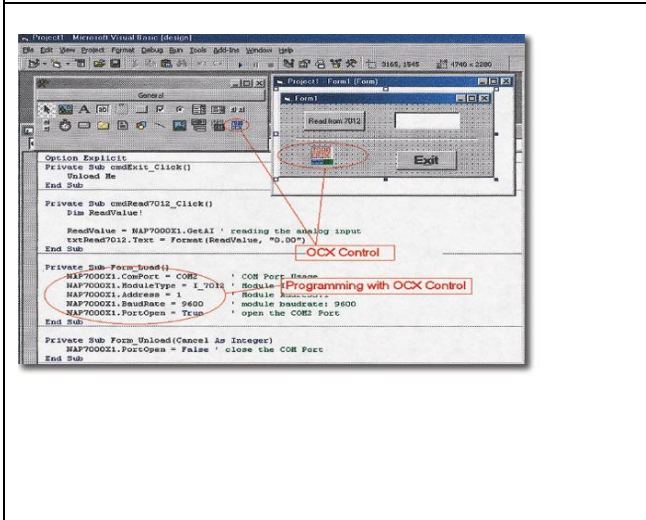 Project1 - Microsoft Visual Basic [design]
File Edit View Project Format Debug Run Tools Add-Ins Window Help
3165, 1545 4740 x 2280
General
Project1 - Form1 (Form)
Form1
Read from 7012
Exit
Option Explicit
Private Sub cmdExit_Click()
Unload Me
End Sub
Private Sub cmdRead7012_Click()
Dim ReadValue!
ReadValue = NAP7000X1.GetAI ' reading the analog input
txtRead7012.Text = Format(ReadValue, "0.00")
End Sub
OCX Control
Private Sub Form_Load()
NAP7000X1.ComPort = COM2 ' COM Port Usage
NAP7000X1.ModuleType = I_7012 ' Module
Programming with OCX Control
NAP7000X1.Address = 1 ' Module
NAP7000X1.BaudRate = 9600 ' module baudrate: 9600
NAP7000X1.PortOpen = True ' open the COM2 Port
End Sub
Private Sub Form_Unload(Cancel As Integer)
NAP7000X1.PortOpen = False ' close the COM Port
End Sub